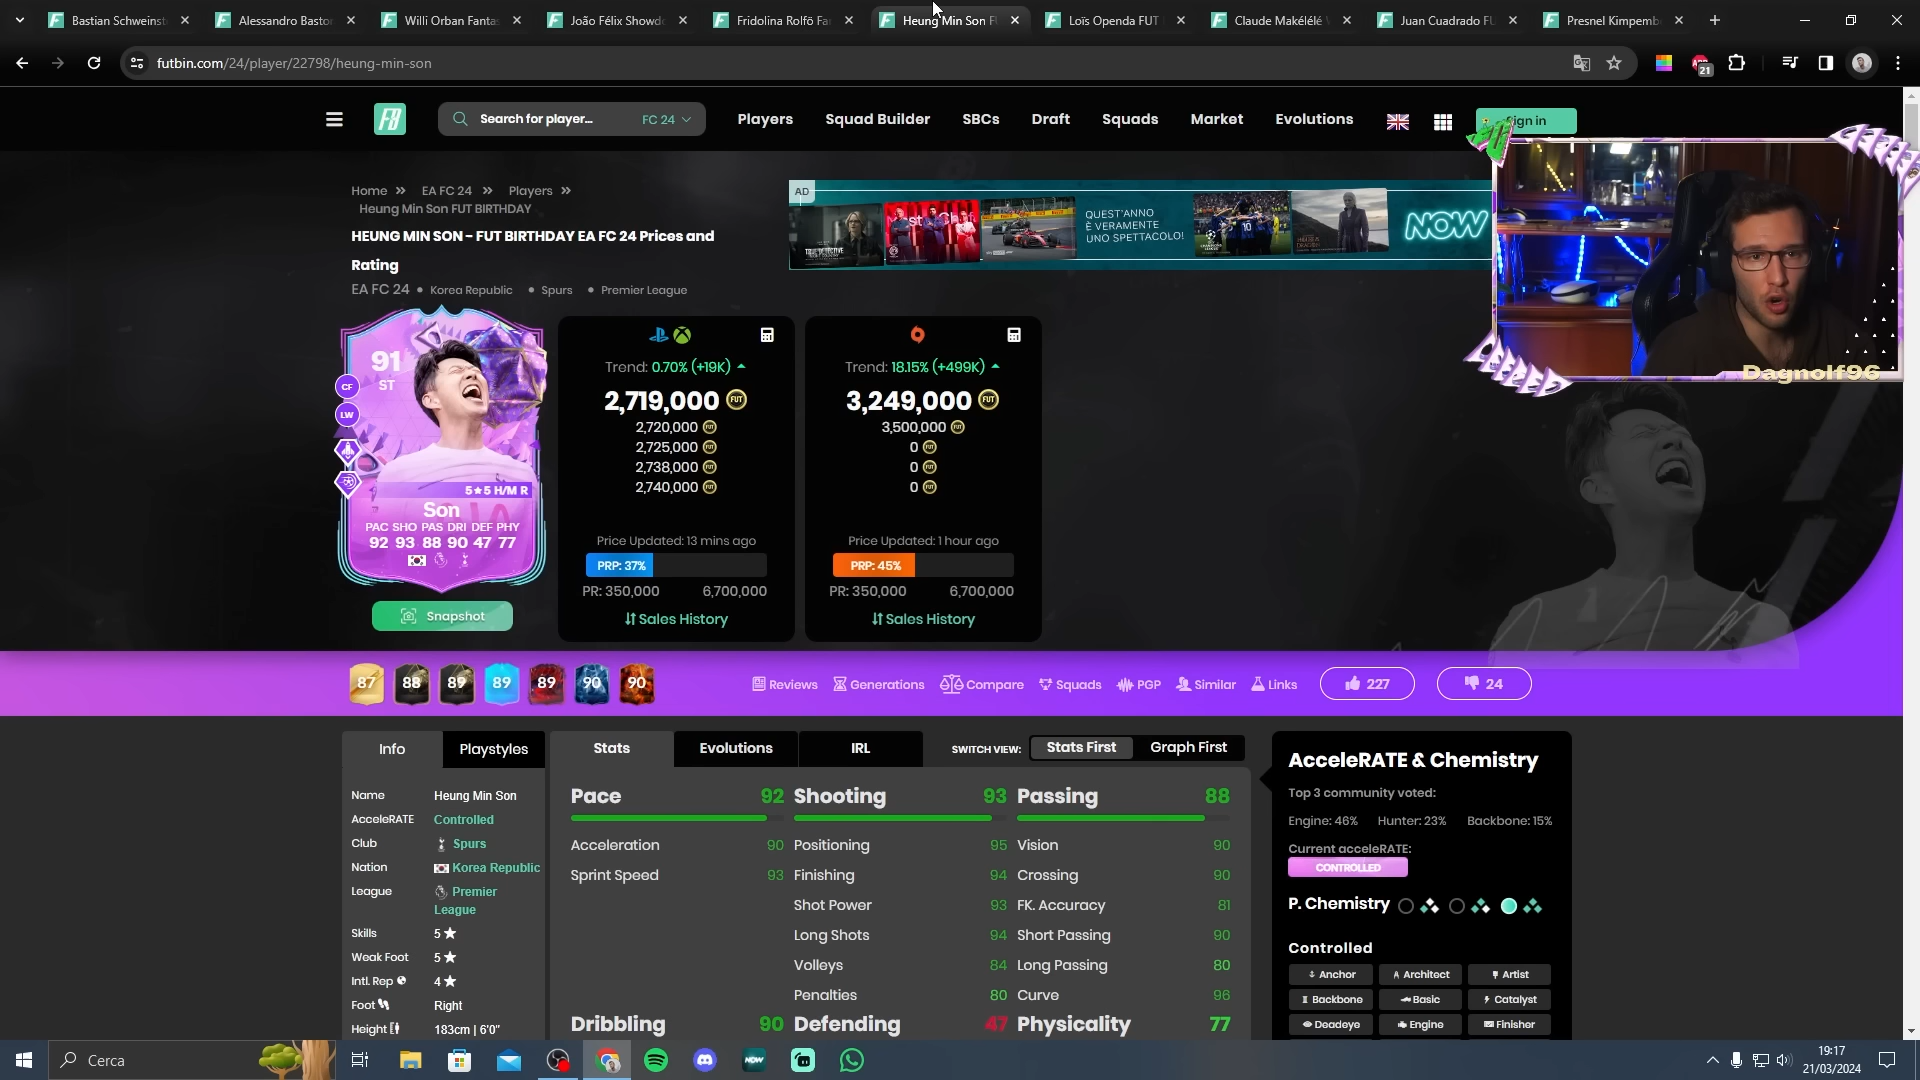 Bastian Schweinst
Alessandro Baston
Willi Orban Fantas
João Félix Showd
Fridolina Rolfö Fa
Heung Min Son F
Loïs Openda FUT
Claude Makélélé
Juan Cuadrado FU
Presnel Kimpemb
futbin.com/24/player/22798/heung-min-son
21
Search for player...
FC 24
Players
Squad Builder
SBCs
Draft
Squads
Market
Evolutions
Sign in
Home
EA FC 24
Players
Heung Min Son FUT BIRTHDAY
HEUNG MIN SON - FUT BIRTHDAY EA FC 24 Prices and
Rating
EA FC 24 • Korea Republic • Spurs • Premier League
AD
QUEST'ANNO
È VERAMENTE
UNO SPETTACOLO!
NOW
Dagnolf96
91
ST
CF
LW
5★5 H/M R
Son
PAC SHO PAS DRI DEF PHY
92 93 88 90 47 77
Snapshot
Trend: 0.70% (+19K)
2,719,000
2,720,000
2,725,000
2,738,000
2,740,000
Price Updated: 13 mins ago
PRP: 37%
PR: 350,000 6,700,000
Sales History
Trend: 18.15% (+499K)
3,249,000
3,500,000
0
0
0
Price Updated: 1 hour ago
PRP: 45%
PR: 350,000 6,700,000
Sales History
87
88
89
89
89
90
90
Reviews
Generations
Compare
Squads
PGP
Similar
Links
227
24
Info
Playstyles
Name Heung Min Son
AcceleRATE Controlled
Club Spurs
Nation Korea Republic
League Premier
League
Skills 5★
Weak Foot 5★
Intl. Rep 4★
Foot Right
Height 183cm | 6'0"
Stats
Evolutions
IRL
SWITCH VIEW:
Stats First
Graph First
Pace 92
Acceleration 90
Sprint Speed 93
Shooting 93
Positioning 95
Finishing 94
Shot Power 93
Long Shots 94
Volleys 84
Penalties 80
Passing 88
Vision 90
Crossing 90
FK. Accuracy 81
Short Passing 90
Long Passing 80
Curve 96
Dribbling 90
Defending 47
Physicality 77
AcceleRATE & Chemistry
Top 3 community voted:
Engine: 46% Hunter: 23% Backbone: 15%
Current acceleRATE:
CONTROLLED
P. Chemistry
Controlled
Anchor
Architect
Artist
Backbone
Basic
Catalyst
Deadeye
Engine
Finisher
Cerca
NOW
19:17
21/03/2024